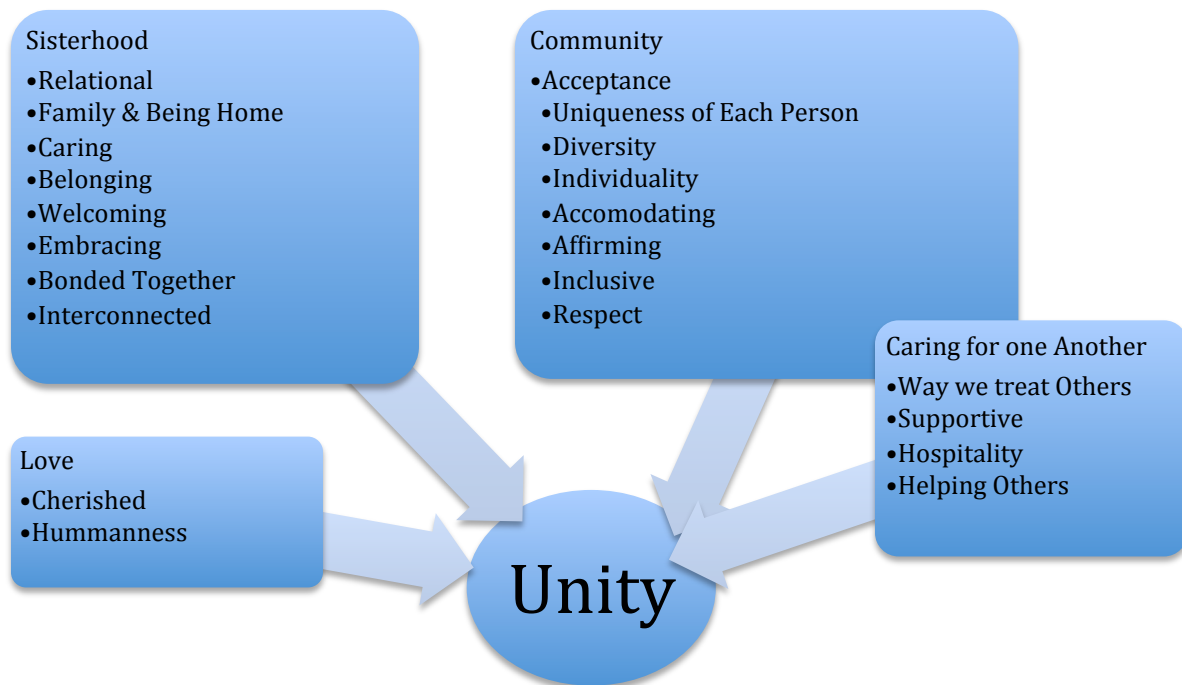 Sisterhood
•Relational
•Family & Being Home
•Caring
•Belonging
•Welcoming
•Embracing
•Bonded Together
•Interconnected
Community
•Acceptance
•Uniqueness of Each Person
•Diversity
•Individuality
•Accomodating
•Affirming
•Inclusive
•Respect
Caring for one Another
•Way we treat Others
•Supportive
•Hospitality
•Helping Others
Love
•Cherished
•Hummanness
Unity